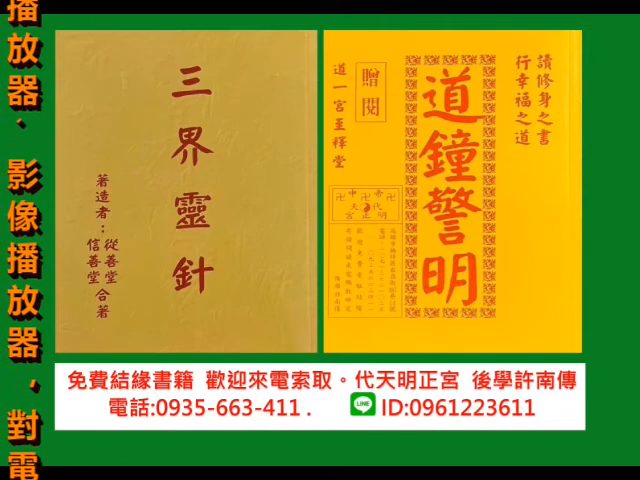 播放器．影像播放器，對電
三界靈針
著造者：
從善堂
信善堂
合著
讀修身之書
行幸福之道
贈閱
道鐘警明
道一宮至釋堂
免費結緣書籍 歡迎來電索取。代天明正宮 後學許南傳
電話:0935-663-411 .
LINE ID:0961223611